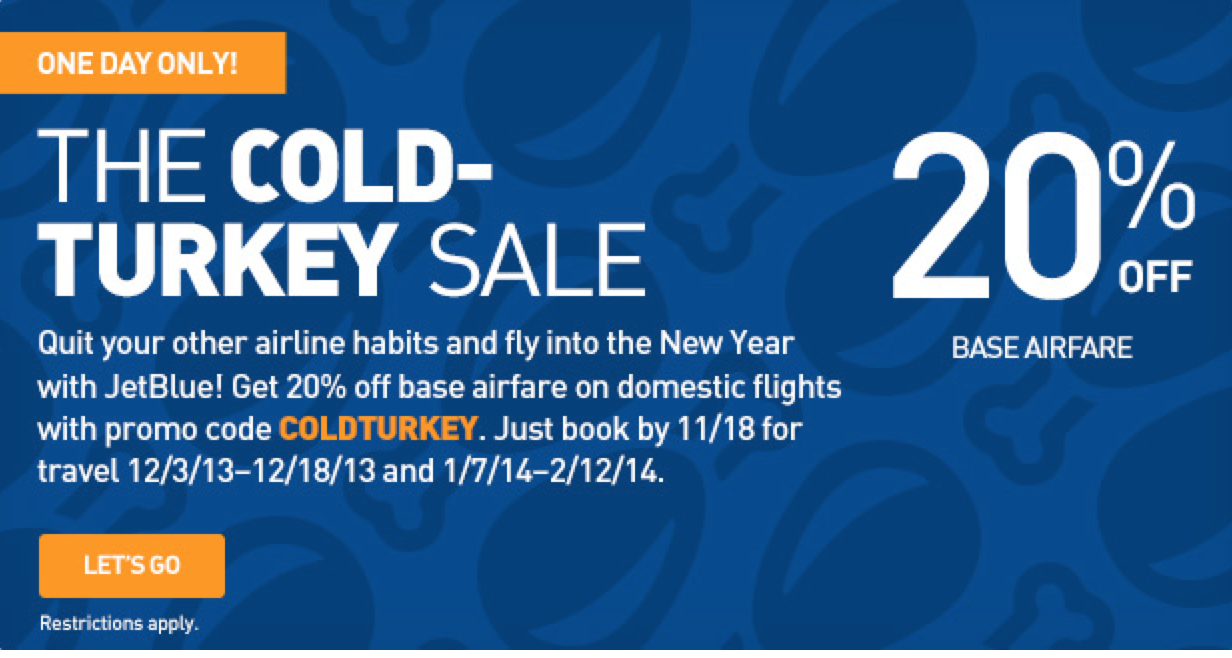 ONE DAY ONLY!
THE COLD-
TURKEY SALE
Quit your other airline habits and fly into the New Year
with JetBlue! Get 20% off base airfare on domestic flights
with promo code COLDTURKEY. Just book by 11/18 for
travel 12/3/13–12/18/13 and 1/7/14–2/12/14.
LET'S GO
Restrictions apply.
20%
OFF
BASE AIRFARE